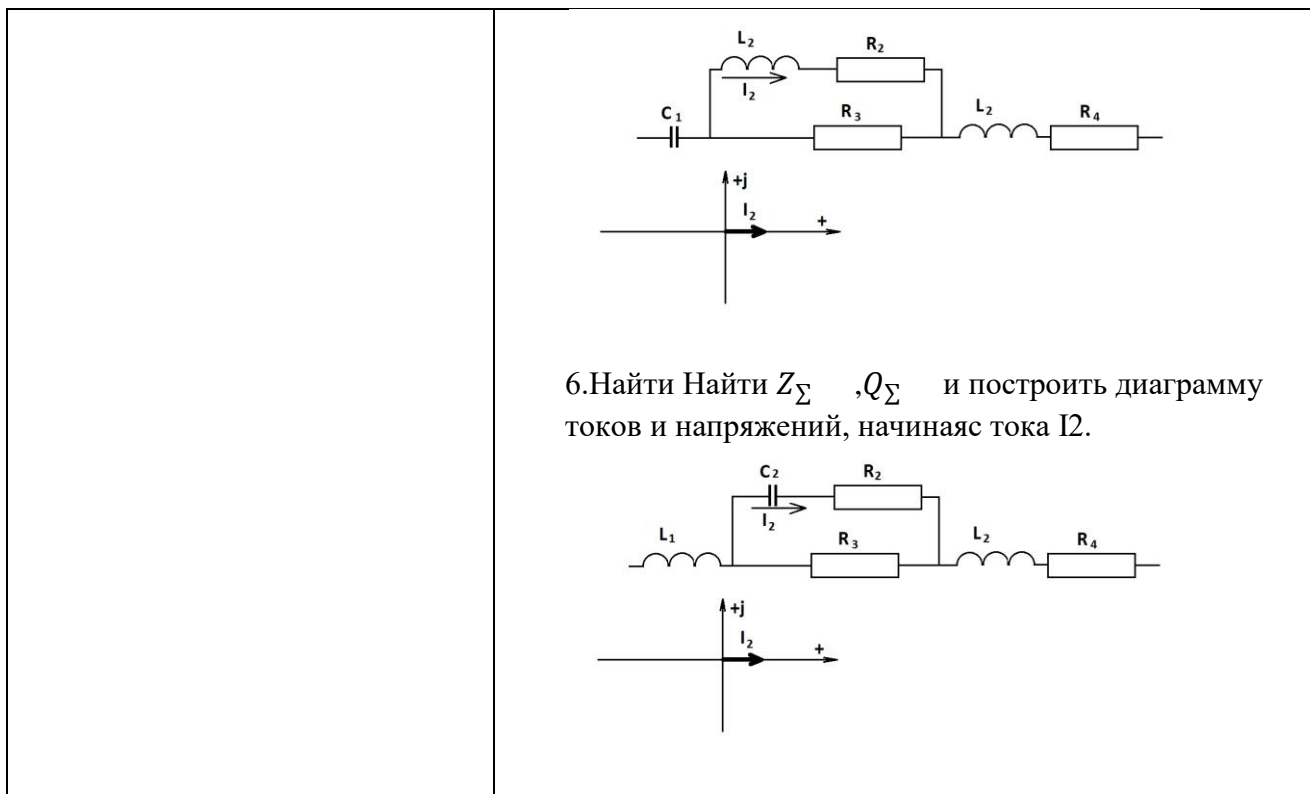 L₂ R₂
I₂
C₁ R₃ L₂ R₄
+j
I₂ +
6.Найти Найти Z∑ ,Q∑ и построить диаграмму
токов и напряжений, начинаяс тока I2.
C₂ R₂
I₂
L₁ R₃ L₂ R₄
+j
I₂ +